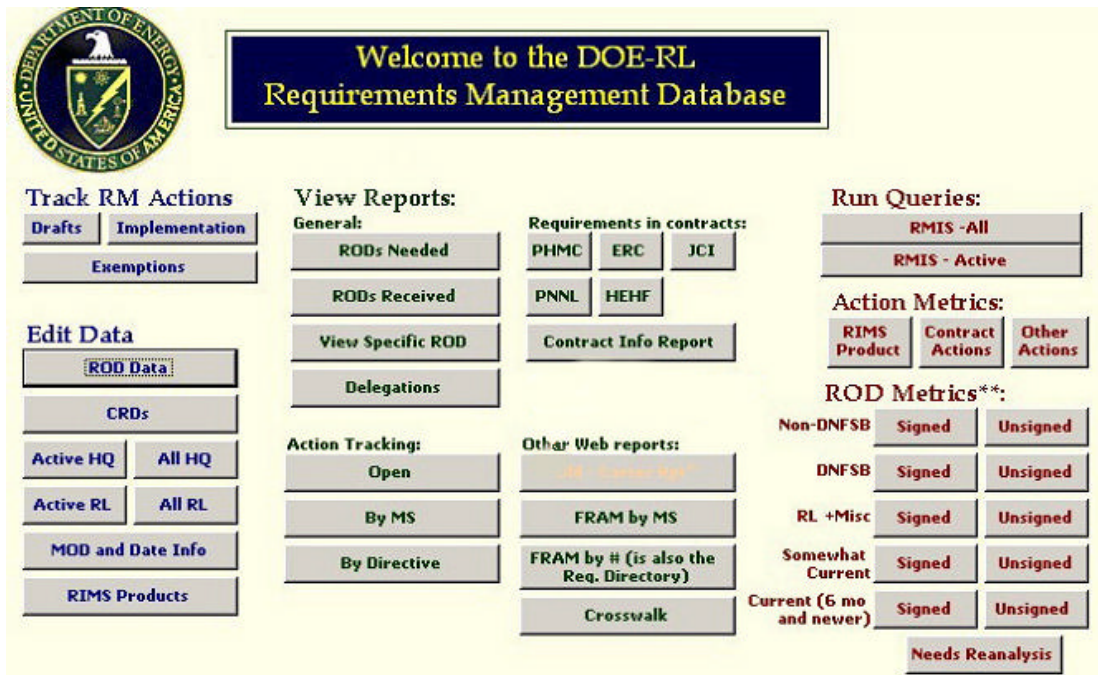 DEPARTMENT OF ENERGY
UNITED STATES OF AMERICA
Welcome to the DOE-RL
Requirements Management Database
Track RM Actions
Drafts
Implementation
Exemptions
Edit Data
ROD Data
CRDs
Active HQ
All HQ
Active RL
All RL
MOD and Date Info
RIMS Products
View Reports:
General:
RODs Needed
RODs Received
View Specific ROD
Delegations
Requirements in contracts:
PHMC
ERC
JCI
PNNL
HEHF
Contract Info Report
Action Tracking:
Open
By MS
By Directive
Other Web reports:
FRAM by MS
FRAM by # (is also the
Req. Directory)
Crosswalk
Run Queries:
RMIS -All
RMIS - Active
Action Metrics:
RIMS
Product
Contract
Actions
Other
Actions
ROD Metrics**:
Non-DNFSB
Signed
Unsigned
DNFSB
Signed
Unsigned
RL +Misc
Signed
Unsigned
Somewhat
Current
Signed
Unsigned
Current (6 mo
and newer)
Signed
Unsigned
Needs Reanalysis